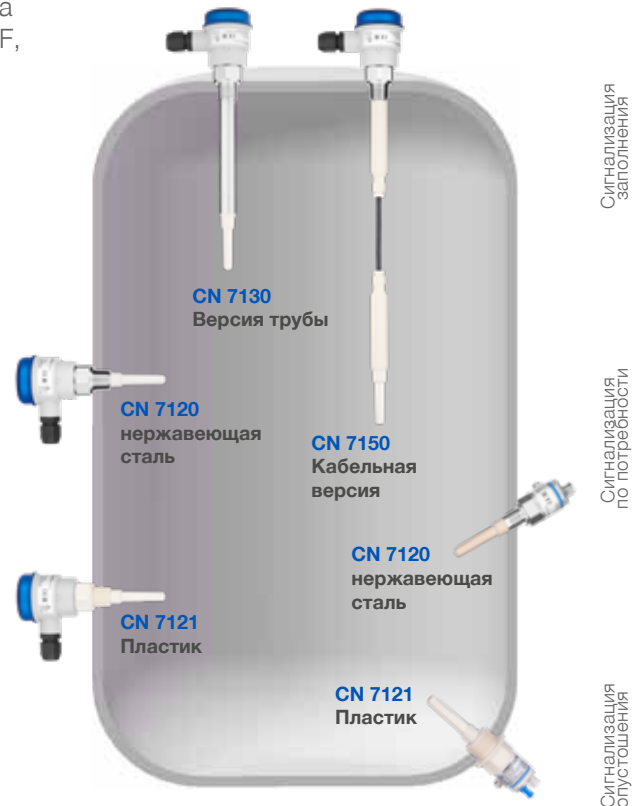 а
F,
CN 7130
Версия трубы
CN 7120
нержавеющая
сталь
CN 7150
Кабельная
версия
CN 7120
нержавеющая
сталь
CN 7121
Пластик
CN 7121
Пластик
Сигнализация
заполнения
Сигнализация
по потребности
Сигнализация
опустошения